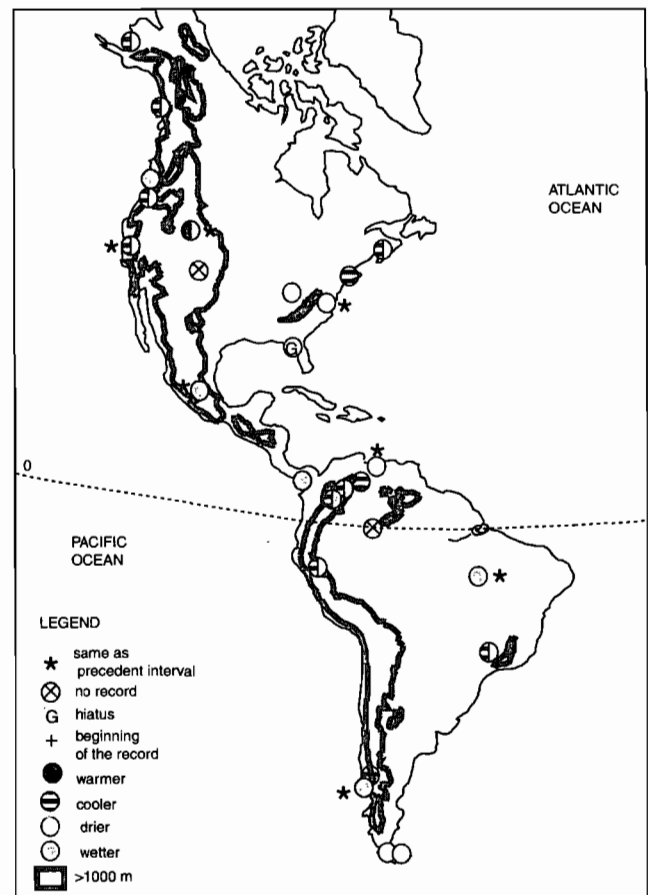 ATLANTIC
OCEAN
G
0
PACIFIC
OCEAN
LEGEND
★ same as
precedent interval
⊗ no record
G hiatus
+ beginning
of the record
warmer
cooler
drier
wetter
>1000 m